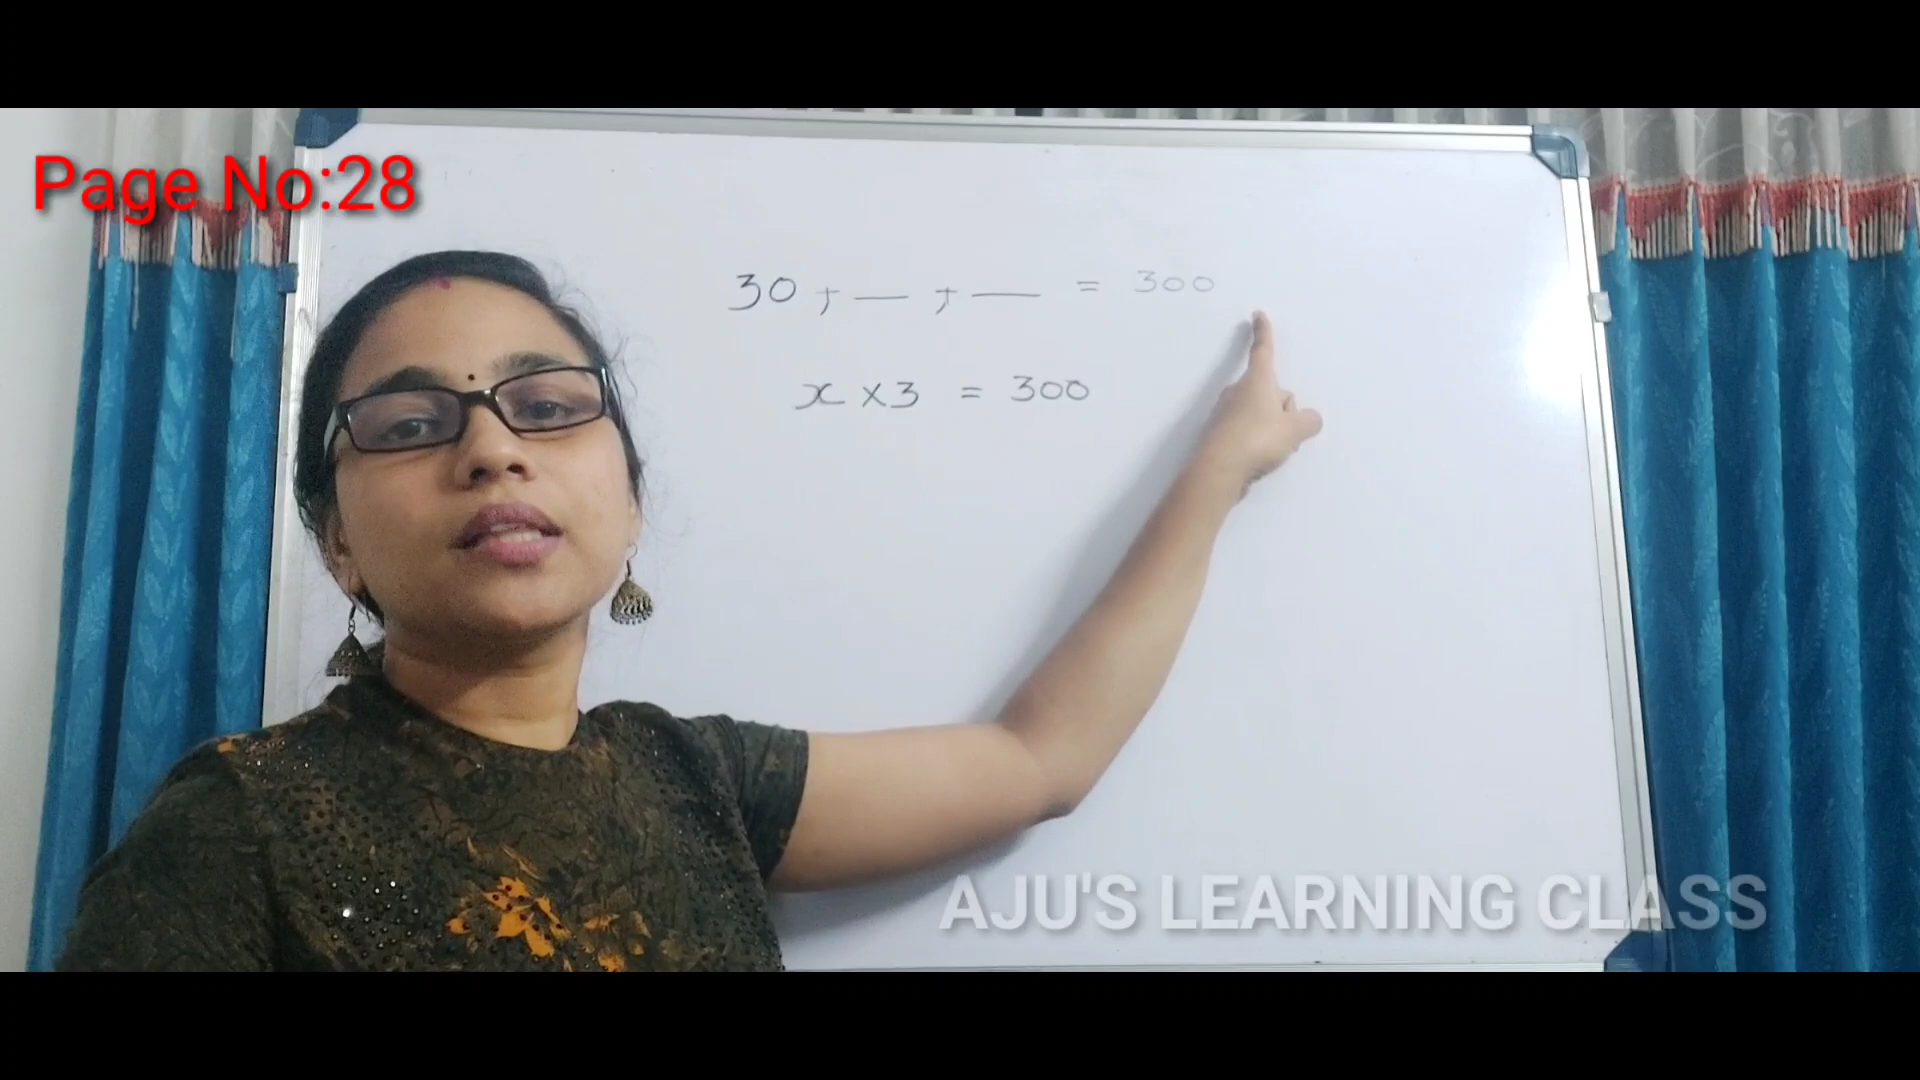 Page No:28
30 , — , — = 300
x × 3 = 300
AJU'S LEARNING CLASS